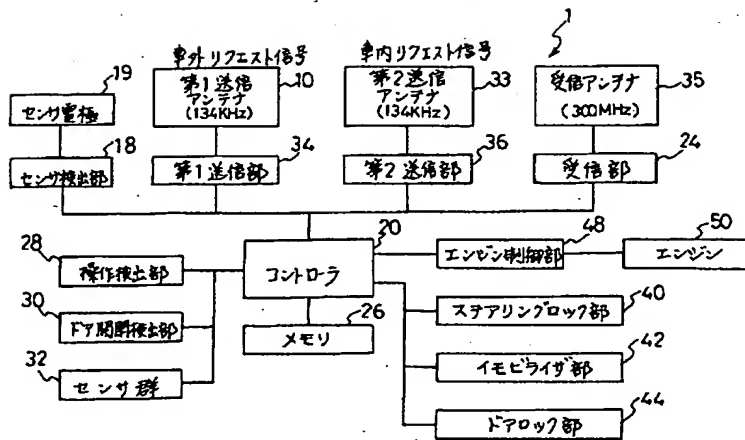 車外リクエスト信号
車内リクエスト信号
1
19
センサ電極
第1送信
アンテナ
(134KHz)
10
第2送信
アンテナ
(134KHz)
33
受信アンテナ
(300MHz)
35
18
センサ検出部
34
第1送信部
36
第2送信部
24
受信部
28
操作検出部
20
コントローラ
48
エンジン制御部
50
エンジン
30
ドア開閉検出部
26
メモリ
40
ステアリングロック部
32
センサ群
42
イモビライザ部
44
ドアロック部